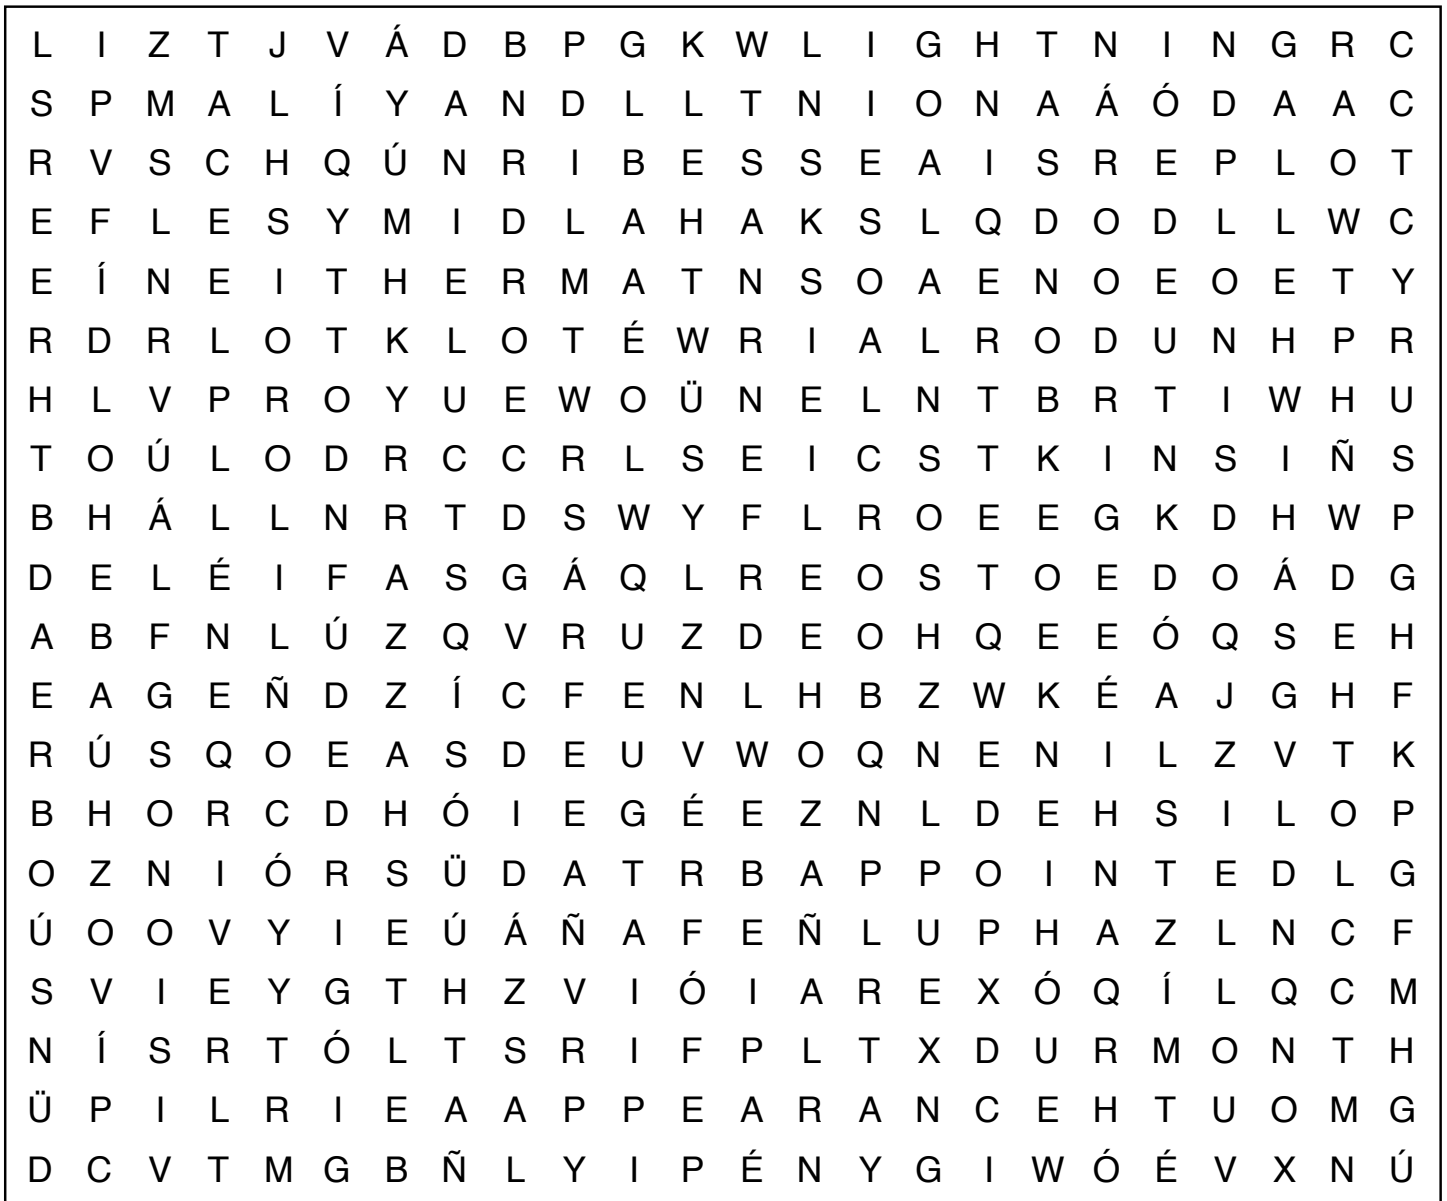 L I Z T J V Á D B P G K W L I G H T N I N G R C
S P M A L Í Y A N D L L T N I O N A Á Ó D A A C
R V S C H Q Ú N R I B E S S E A I S R E P L O T
E F L E S Y M I D L A H A K S L Q D O D L L W C
E Í N E I T H E R M A T N S O A E N O E O E T Y
R D R L O T K L O T É W R I A L R O D U N H P R
H L V P R O Y U E W O Ü N E L N T B R T I W H U
T O Ú L O D R C C R L S E I C S T K I N S I Ñ S
B H Á L L N R T D S W Y F L R O E E G K D H W P
D E L É I F A S G Á Q L R E O S T O E D O Á D G
A B F N L Ú Z Q V R U Z D E O H Q E E Ó Q S E H
E A G E Ñ D Z Í C F E N L H B Z W K É A J G H F
R Ú S Q O E A S D E U V W O Q N E N I L Z V T K
B H O R C D H Ó I E G É E Z N L D E H S I L O P
O Z N I Ó R S Ü D A T R B A P P O I N T E D L G
Ú O O V Y I E Ú Á Ñ A F E Ñ L U P H A Z L N C F
S V I E Y G T H Z V I Ó I A R E X Ó Q Í L Q C M
N Í S R T Ó L T S R I F P L T X D U R M O N T H
Ü P I L R I E A A P P E A R A N C E H T U O M G
D C V T M G B Ñ L Y I P É N Y G I W Ó É V X N Ú